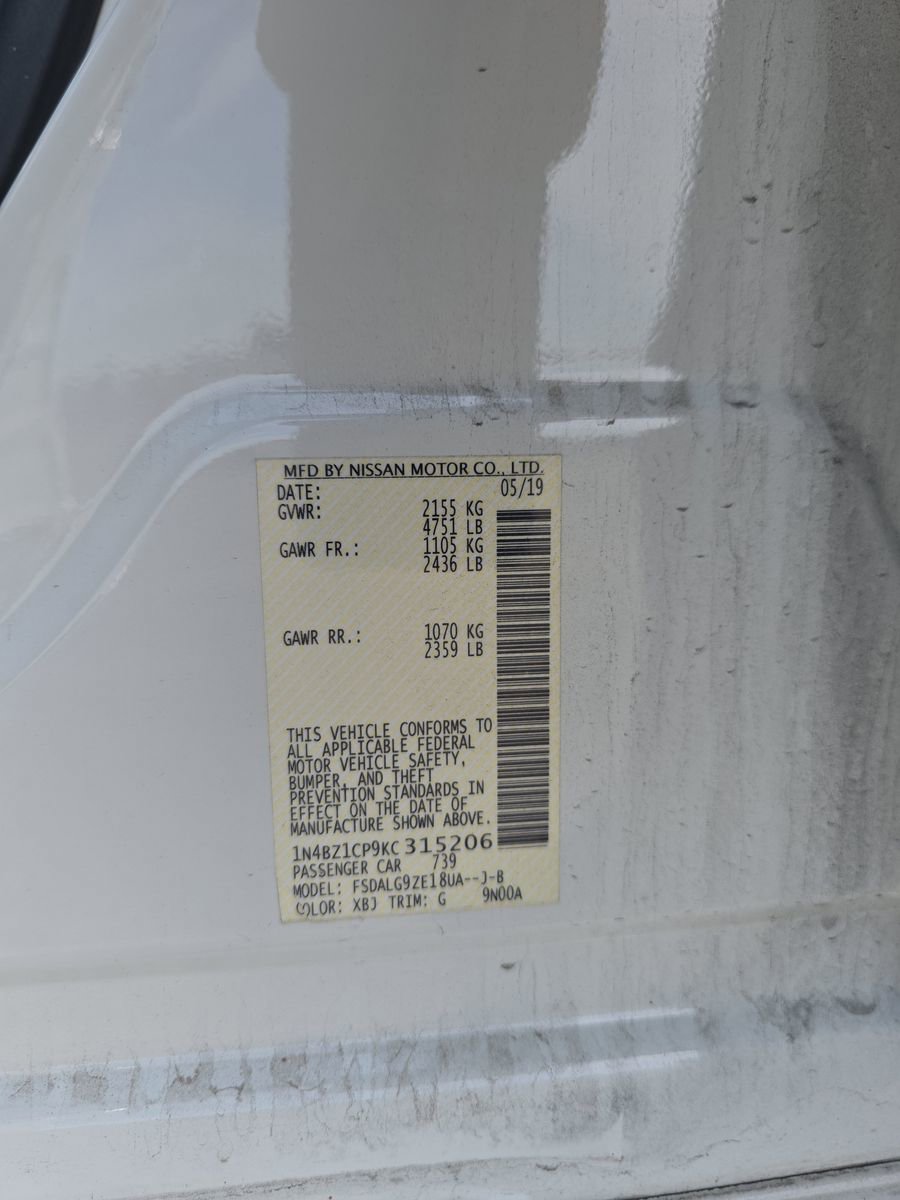 MFD BY NISSAN MOTOR CO., LTD.
DATE: 05/19
GVWR: 2155 KG
4751 LB
GAWR FR.: 1105 KG
2436 LB
GAWR RR.: 1070 KG
2359 LB
THIS VEHICLE CONFORMS TO
ALL APPLICABLE FEDERAL
MOTOR VEHICLE SAFETY,
BUMPER, AND THEFT
PREVENTION STANDARDS IN
EFFECT ON THE DATE OF
MANUFACTURE SHOWN ABOVE.
1N4BZ1CP9KC315206
PASSENGER CAR 739
MODEL: FSDALG9ZE18UA--J-B
COLOR: XBJ TRIM: G 9N00A